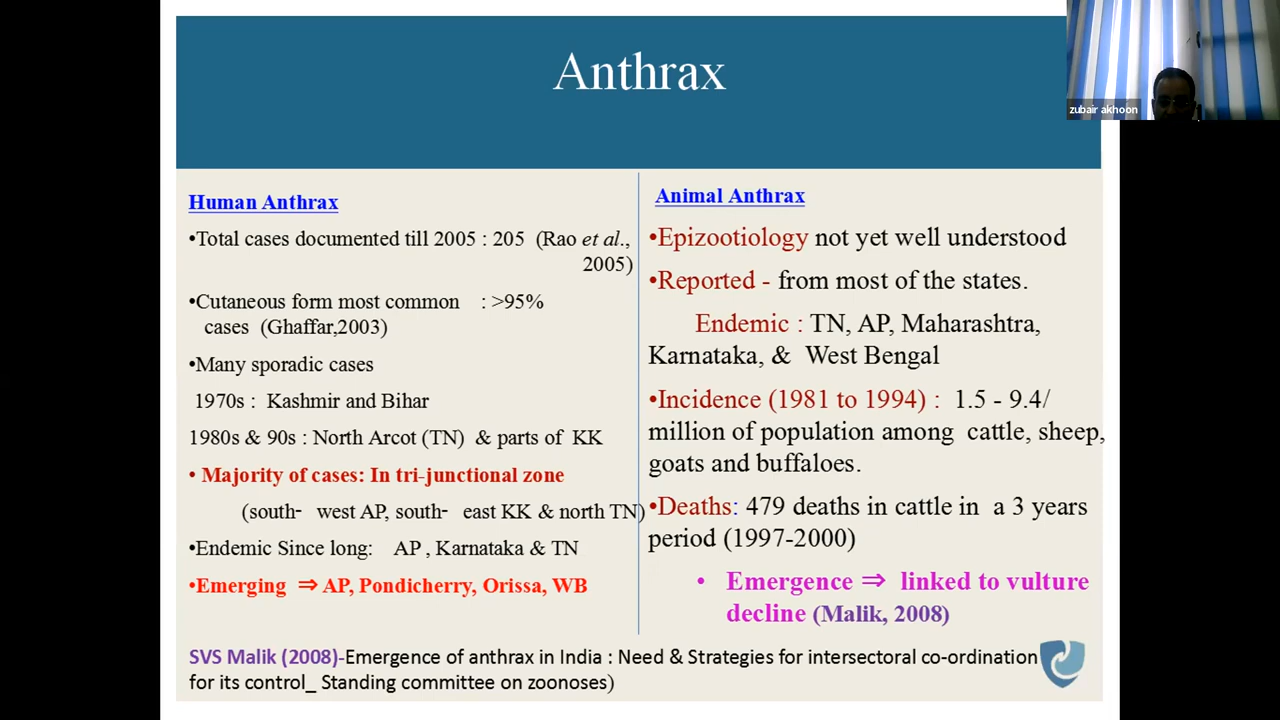 Anthrax
zubair akhoon
Human Anthrax
•Total cases documented till 2005 : 205 (Rao et al.,
2005)
•Cutaneous form most common : >95%
cases (Ghaffar,2003)
•Many sporadic cases
1970s : Kashmir and Bihar
1980s & 90s : North Arcot (TN) & parts of KK
• Majority of cases: In tri-junctional zone
(south- west AP, south- east KK & north TN)
•Endemic Since long: AP , Karnataka & TN
•Emerging ⇒ AP, Pondicherry, Orissa, WB
Animal Anthrax
•Epizootiology not yet well understood
•Reported - from most of the states.
Endemic : TN, AP, Maharashtra,
Karnataka, & West Bengal
•Incidence (1981 to 1994) : 1.5 - 9.4/
million of population among cattle, sheep,
goats and buffaloes.
•Deaths: 479 deaths in cattle in a 3 years
period (1997-2000)
• Emergence ⇒ linked to vulture
decline (Malik, 2008)
SVS Malik (2008)-Emergence of anthrax in India : Need & Strategies for intersectoral co-ordination
for its control_ Standing committee on zoonoses)